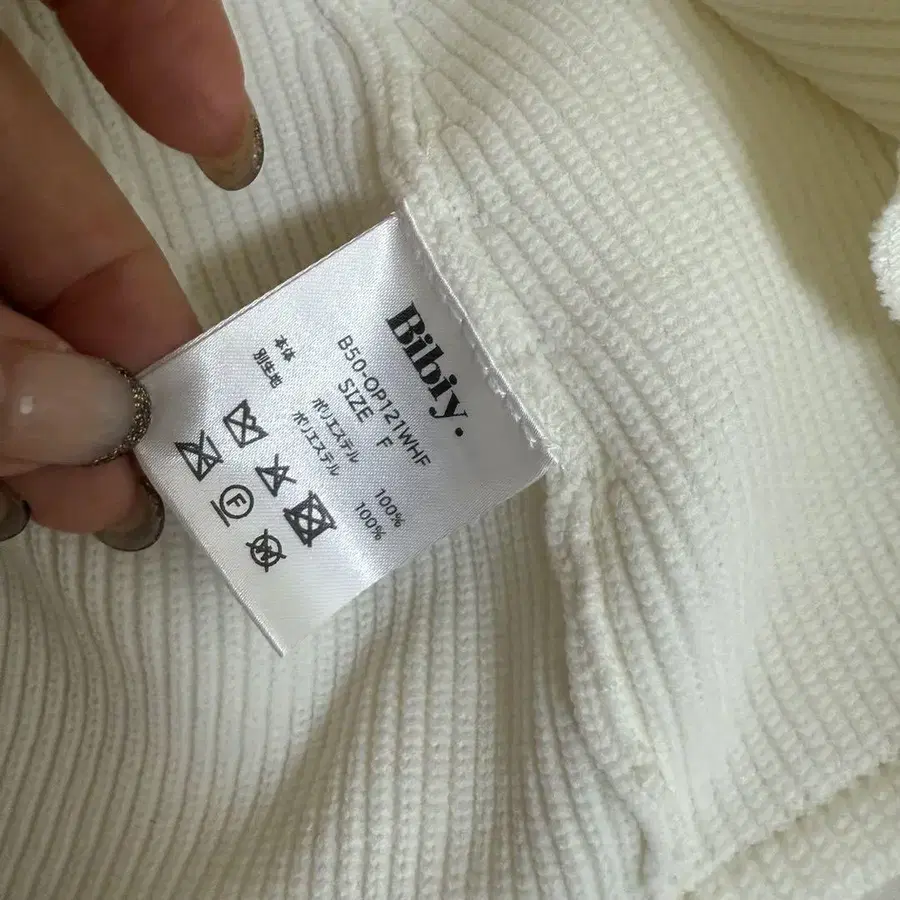 Bibiy.
B50-OP121WHF
SIZE F
本体 ポリエステル 100%
別生地 ポリエステル 100%
F
W